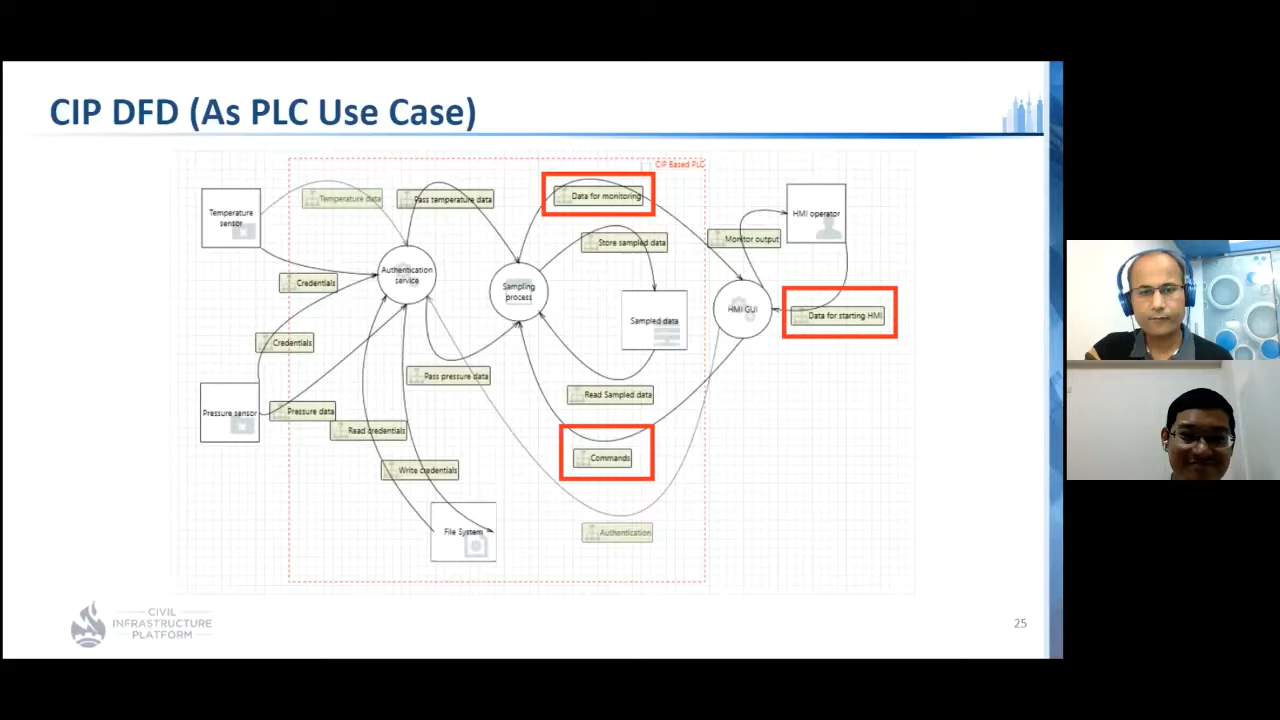 CIP DFD (As PLC Use Case)
CIP Based PLC
Temperature data
Pass temperature data
Data for monitoring
Temperature
sensor
HMI operator
Store sampled data
Monitor output
Authentication
service
Credentials
Sampling
process
Sampled data
HMI GUI
Data for starting HMI
Credentials
Pass pressure data
Read Sampled data
Pressure sensor
Pressure data
Read credentials
Commands
Write credentials
File System
Authentication
CIVIL
INFRASTRUCTURE
PLATFORM
25